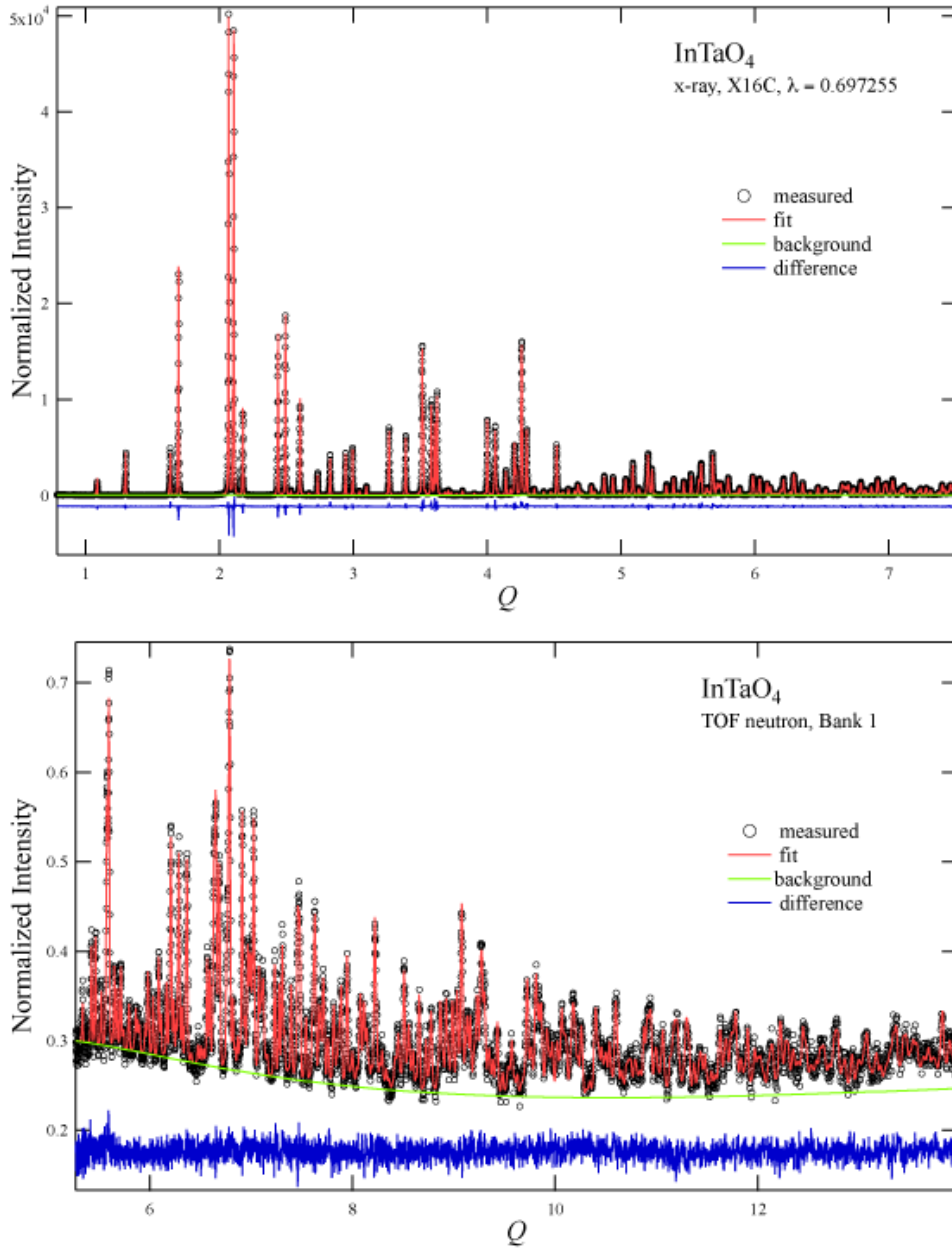 5x10⁴
4
3
2
1
0
Normalized Intensity
InTaO₄
x-ray, X16C, λ = 0.697255
measured
fit
background
difference
1 2 3 4 5 6 7
Q
0.7
0.6
0.5
0.4
0.3
0.2
Normalized Intensity
InTaO₄
TOF neutron, Bank 1
measured
fit
background
difference
6 8 10 12
Q